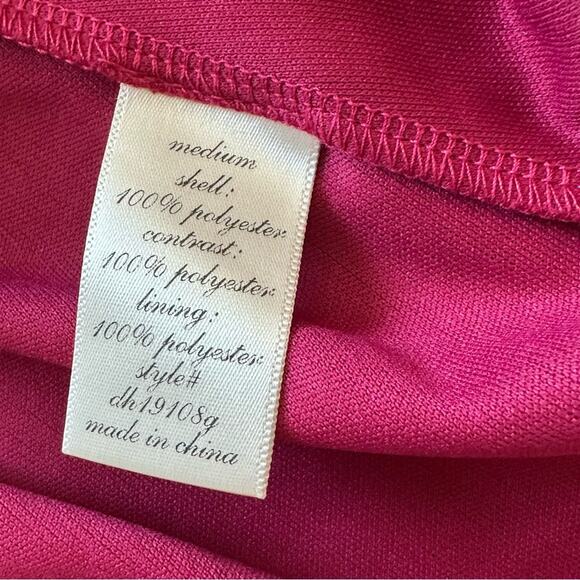 medium
shell:
100% polyester
contrast:
100% polyester
lining:
100% polyester
style#
dh19108g
made in china